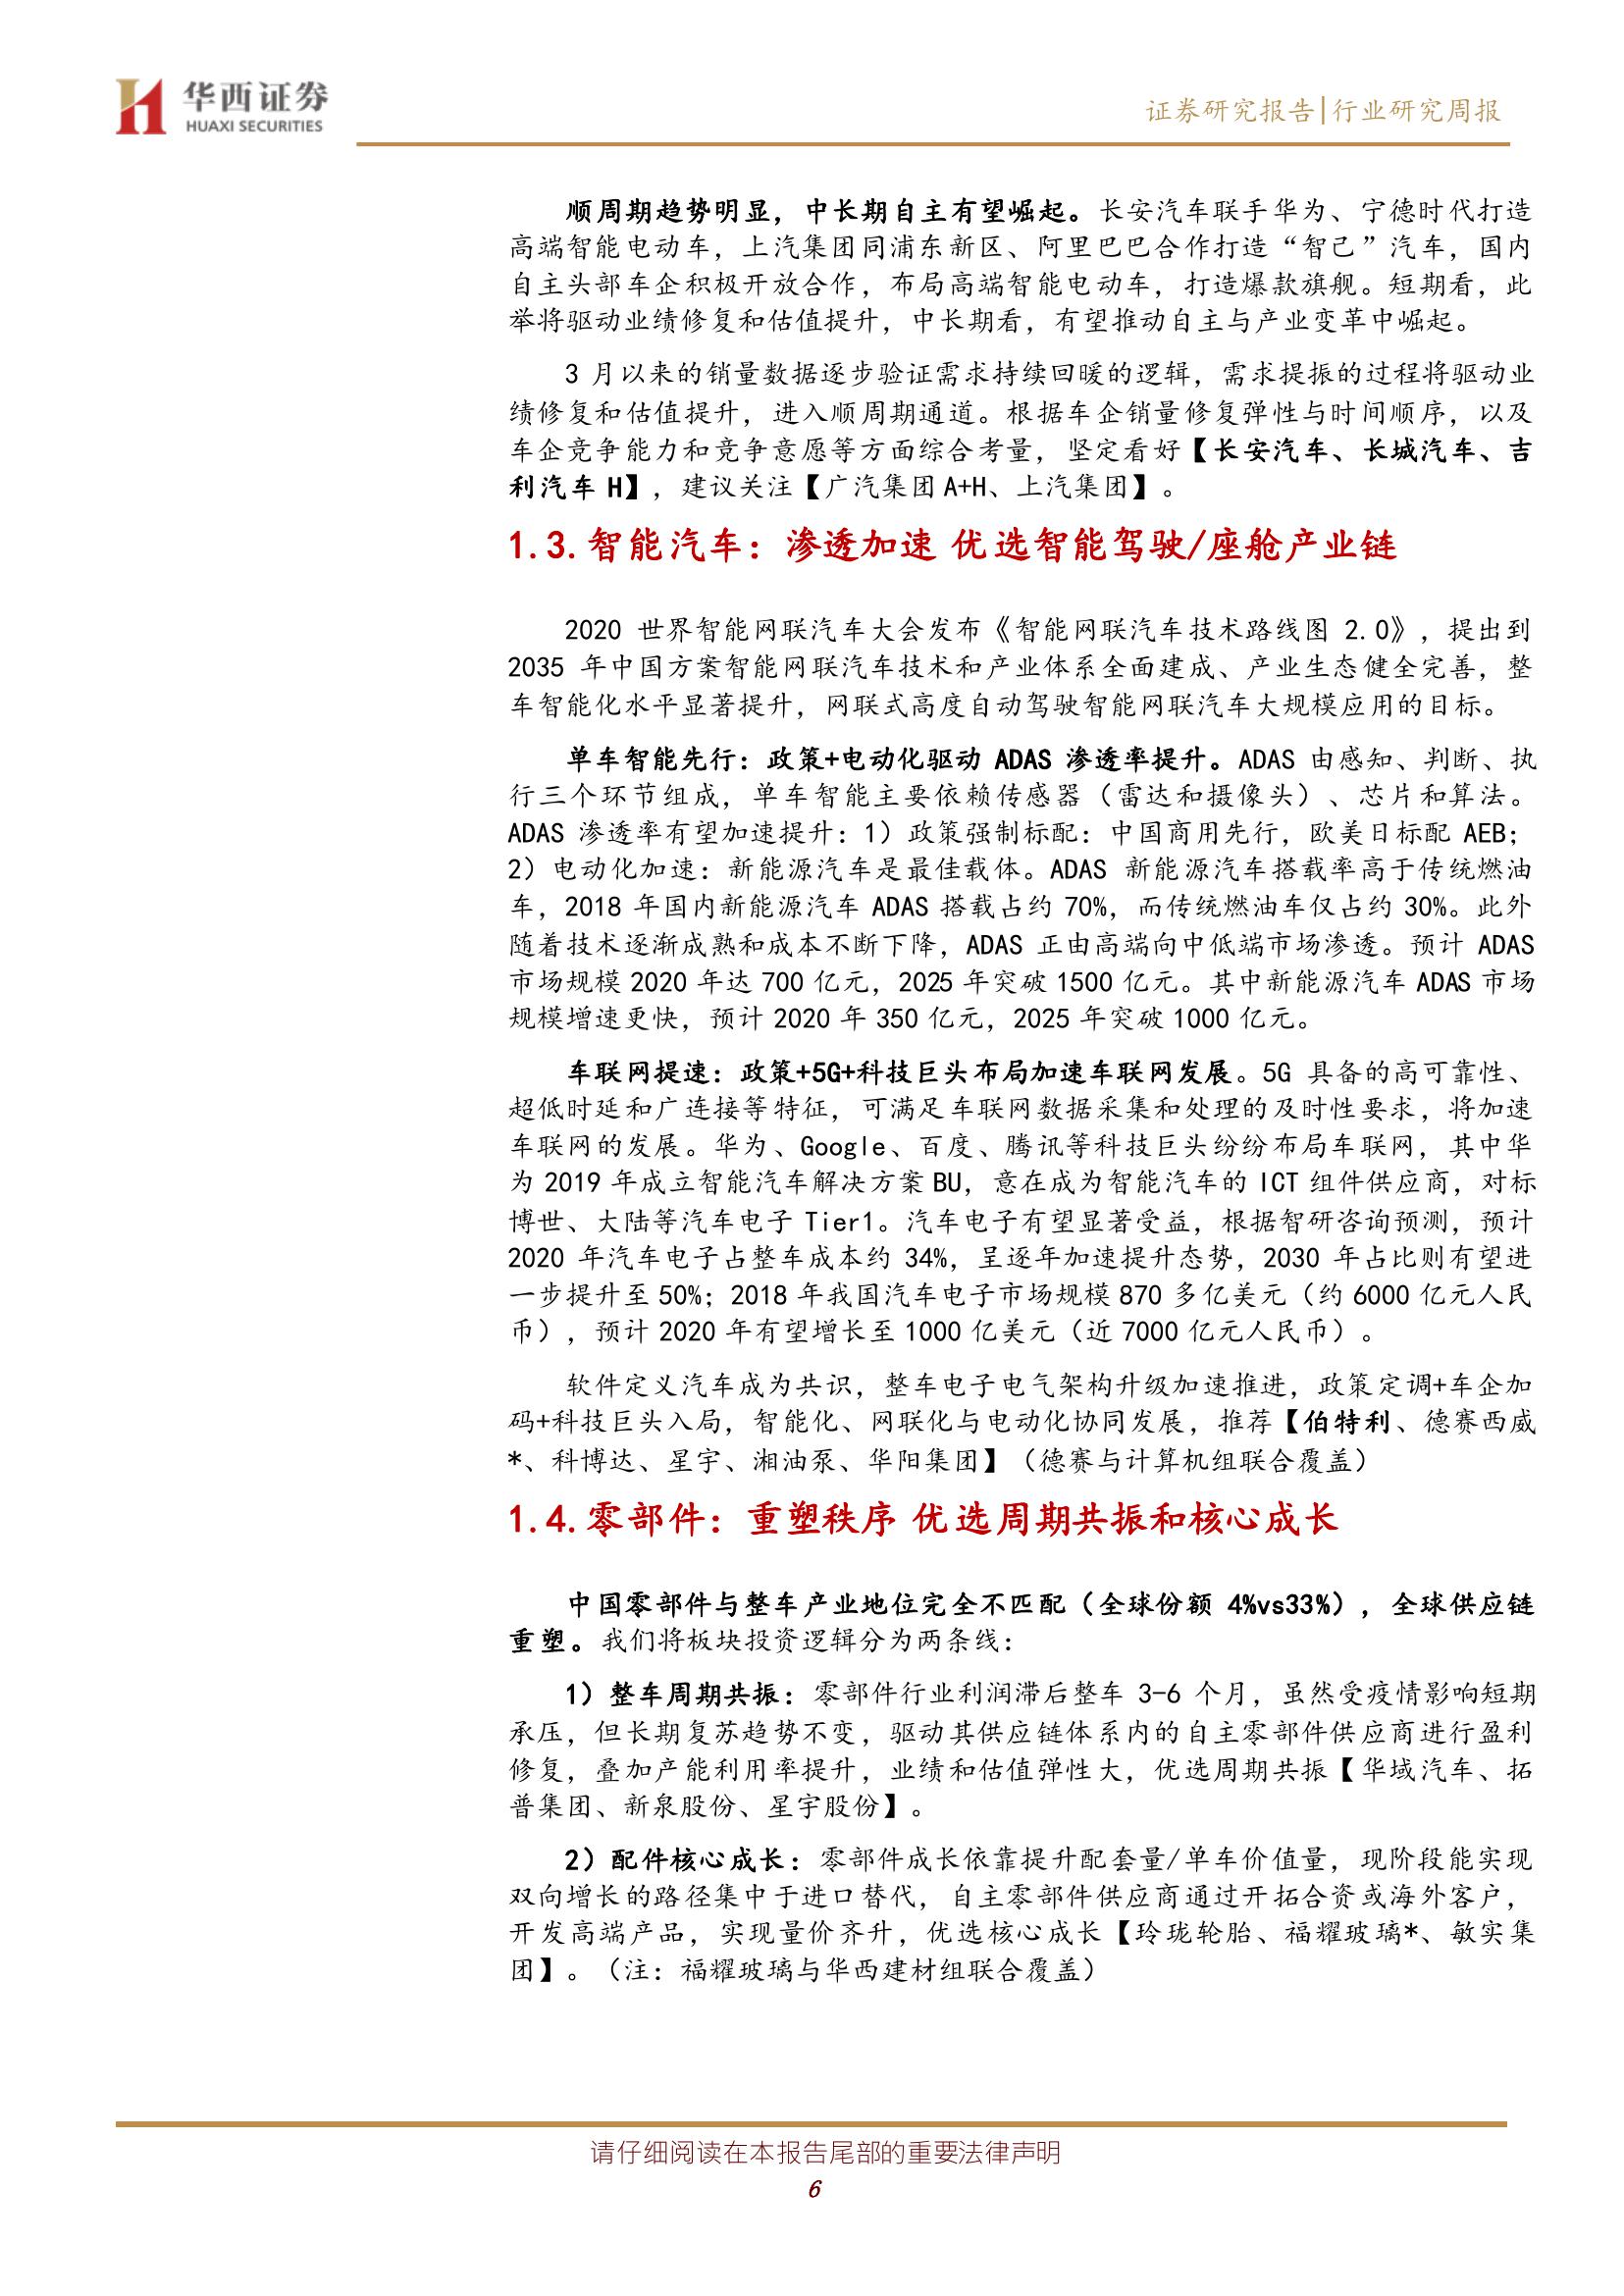 华西证券
HUAXI SECURITIES
证券研究报告|行业研究周报
顺周期趋势明显，中长期自主有望崛起。长安汽车联手华为、宁德时代打造
高端智能电动车，上汽集团同浦东新区、阿里巴巴合作打造“智己”汽车，国内
自主头部车企积极开放合作，布局高端智能电动车，打造爆款旗舰。短期看，此
举将驱动业绩修复和估值提升，中长期看，有望推动自主与产业变革中崛起。
3 月以来的销量数据逐步验证需求持续回暖的逻辑，需求提振的过程将驱动业
绩修复和估值提升，进入顺周期通道。根据车企销量修复弹性与时间顺序，以及
车企竞争能力和竞争意愿等方面综合考量，坚定看好【长安汽车、长城汽车、吉
利汽车 H】，建议关注【广汽集团 A+H、上汽集团】。
1.3.智能汽车：渗透加速 优选智能驾驶/座舱产业链
2020 世界智能网联汽车大会发布《智能网联汽车技术路线图 2.0》，提出到
2035 年中国方案智能网联汽车技术和产业体系全面建成、产业生态健全完善，整
车智能化水平显著提升，网联式高度自动驾驶智能网联汽车大规模应用的目标。
单车智能先行：政策+电动化驱动 ADAS 渗透率提升。ADAS 由感知、判断、执
行三个环节组成，单车智能主要依赖传感器（雷达和摄像头）、芯片和算法。
ADAS 渗透率有望加速提升：1）政策强制标配：中国商用先行，欧美日标配 AEB；
2）电动化加速：新能源汽车是最佳载体。ADAS 新能源汽车搭载率高于传统燃油
车，2018 年国内新能源汽车 ADAS 搭载占约 70%，而传统燃油车仅占约 30%。此外
随着技术逐渐成熟和成本不断下降，ADAS 正由高端向中低端市场渗透。预计 ADAS
市场规模 2020 年达 700 亿元，2025 年突破 1500 亿元。其中新能源汽车 ADAS 市场
规模增速更快，预计 2020 年 350 亿元，2025 年突破 1000 亿元。
车联网提速：政策+5G+科技巨头布局加速车联网发展。5G 具备的高可靠性、
超低时延和广连接等特征，可满足车联网数据采集和处理的及时性要求，将加速
车联网的发展。华为、Google、百度、腾讯等科技巨头纷纷布局车联网，其中华
为 2019 年成立智能汽车解决方案 BU，意在成为智能汽车的 ICT 组件供应商，对标
博世、大陆等汽车电子 Tier1。汽车电子有望显著受益，根据智研咨询预测，预计
2020 年汽车电子占整车成本约 34%，呈逐年加速提升态势，2030 年占比则有望进
一步提升至 50%；2018 年我国汽车电子市场规模 870 多亿美元（约 6000 亿元人民
币），预计 2020 年有望增长至 1000 亿美元（近 7000 亿元人民币）。
软件定义汽车成为共识，整车电子电气架构升级加速推进，政策定调+车企加
码+科技巨头入局，智能化、网联化与电动化协同发展，推荐【伯特利、德赛西威
*、科博达、星宇、湘油泵、华阳集团】（德赛与计算机组联合覆盖）
1.4.零部件：重塑秩序 优选周期共振和核心成长
中国零部件与整车产业地位完全不匹配（全球份额 4%vs33%），全球供应链
重塑。我们将板块投资逻辑分为两条线：
1）整车周期共振：零部件行业利润滞后整车 3-6 个月，虽然受疫情影响短期
承压，但长期复苏趋势不变，驱动其供应链体系内的自主零部件供应商进行盈利
修复，叠加产能利用率提升，业绩和估值弹性大，优选周期共振【华域汽车、拓
普集团、新泉股份、星宇股份】。
2）配件核心成长：零部件成长依靠提升配套量/单车价值量，现阶段能实现
双向增长的路径集中于进口替代，自主零部件供应商通过开拓合资或海外客户，
开发高端产品，实现量价齐升，优选核心成长【玲珑轮胎、福耀玻璃*、敏实集
团】。（注：福耀玻璃与华西建材组联合覆盖）
请仔细阅读在本报告尾部的重要法律声明
6